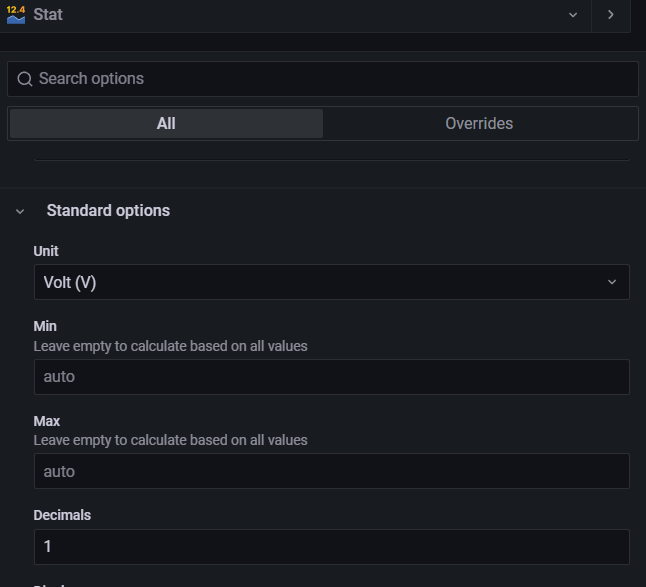 12.4
Stat
Search options
All
Overrides
Standard options
Unit
Volt (V)
Min
Leave empty to calculate based on all values
auto
Max
Leave empty to calculate based on all values
auto
Decimals
1